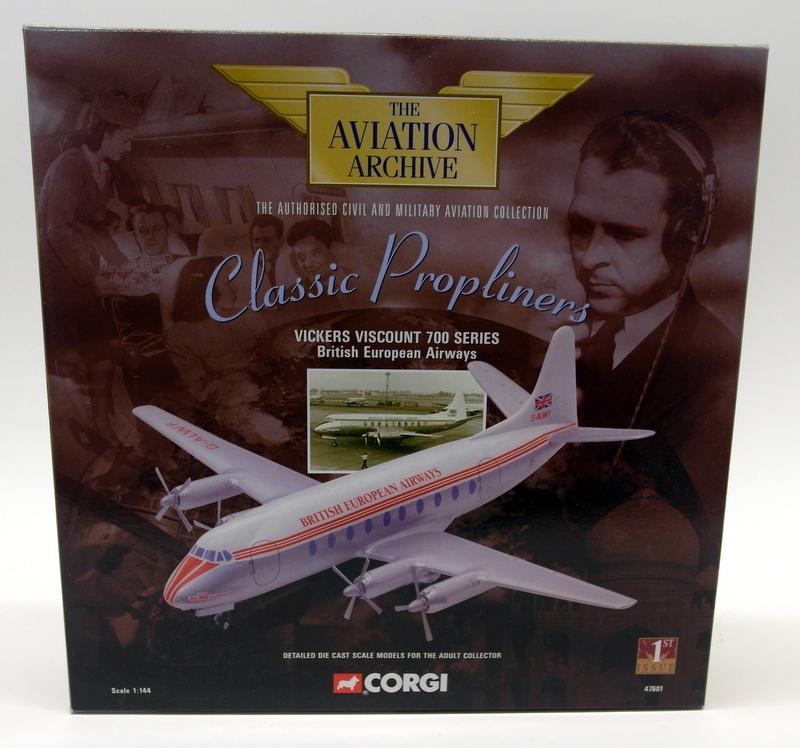 THE
AVIATION
ARCHIVE
THE AUTHORISED CIVIL AND MILITARY AVIATION COLLECTION
Classic Propliners
VICKERS VISCOUNT 700 SERIES
British European Airways
G-ALWF
G-ALWF
BRITISH EUROPEAN AIRWAYS
DETAILED DIE CAST SCALE MODELS FOR THE ADULT COLLECTOR
1ST
ISSUE
Scale 1:144
CORGI
47601